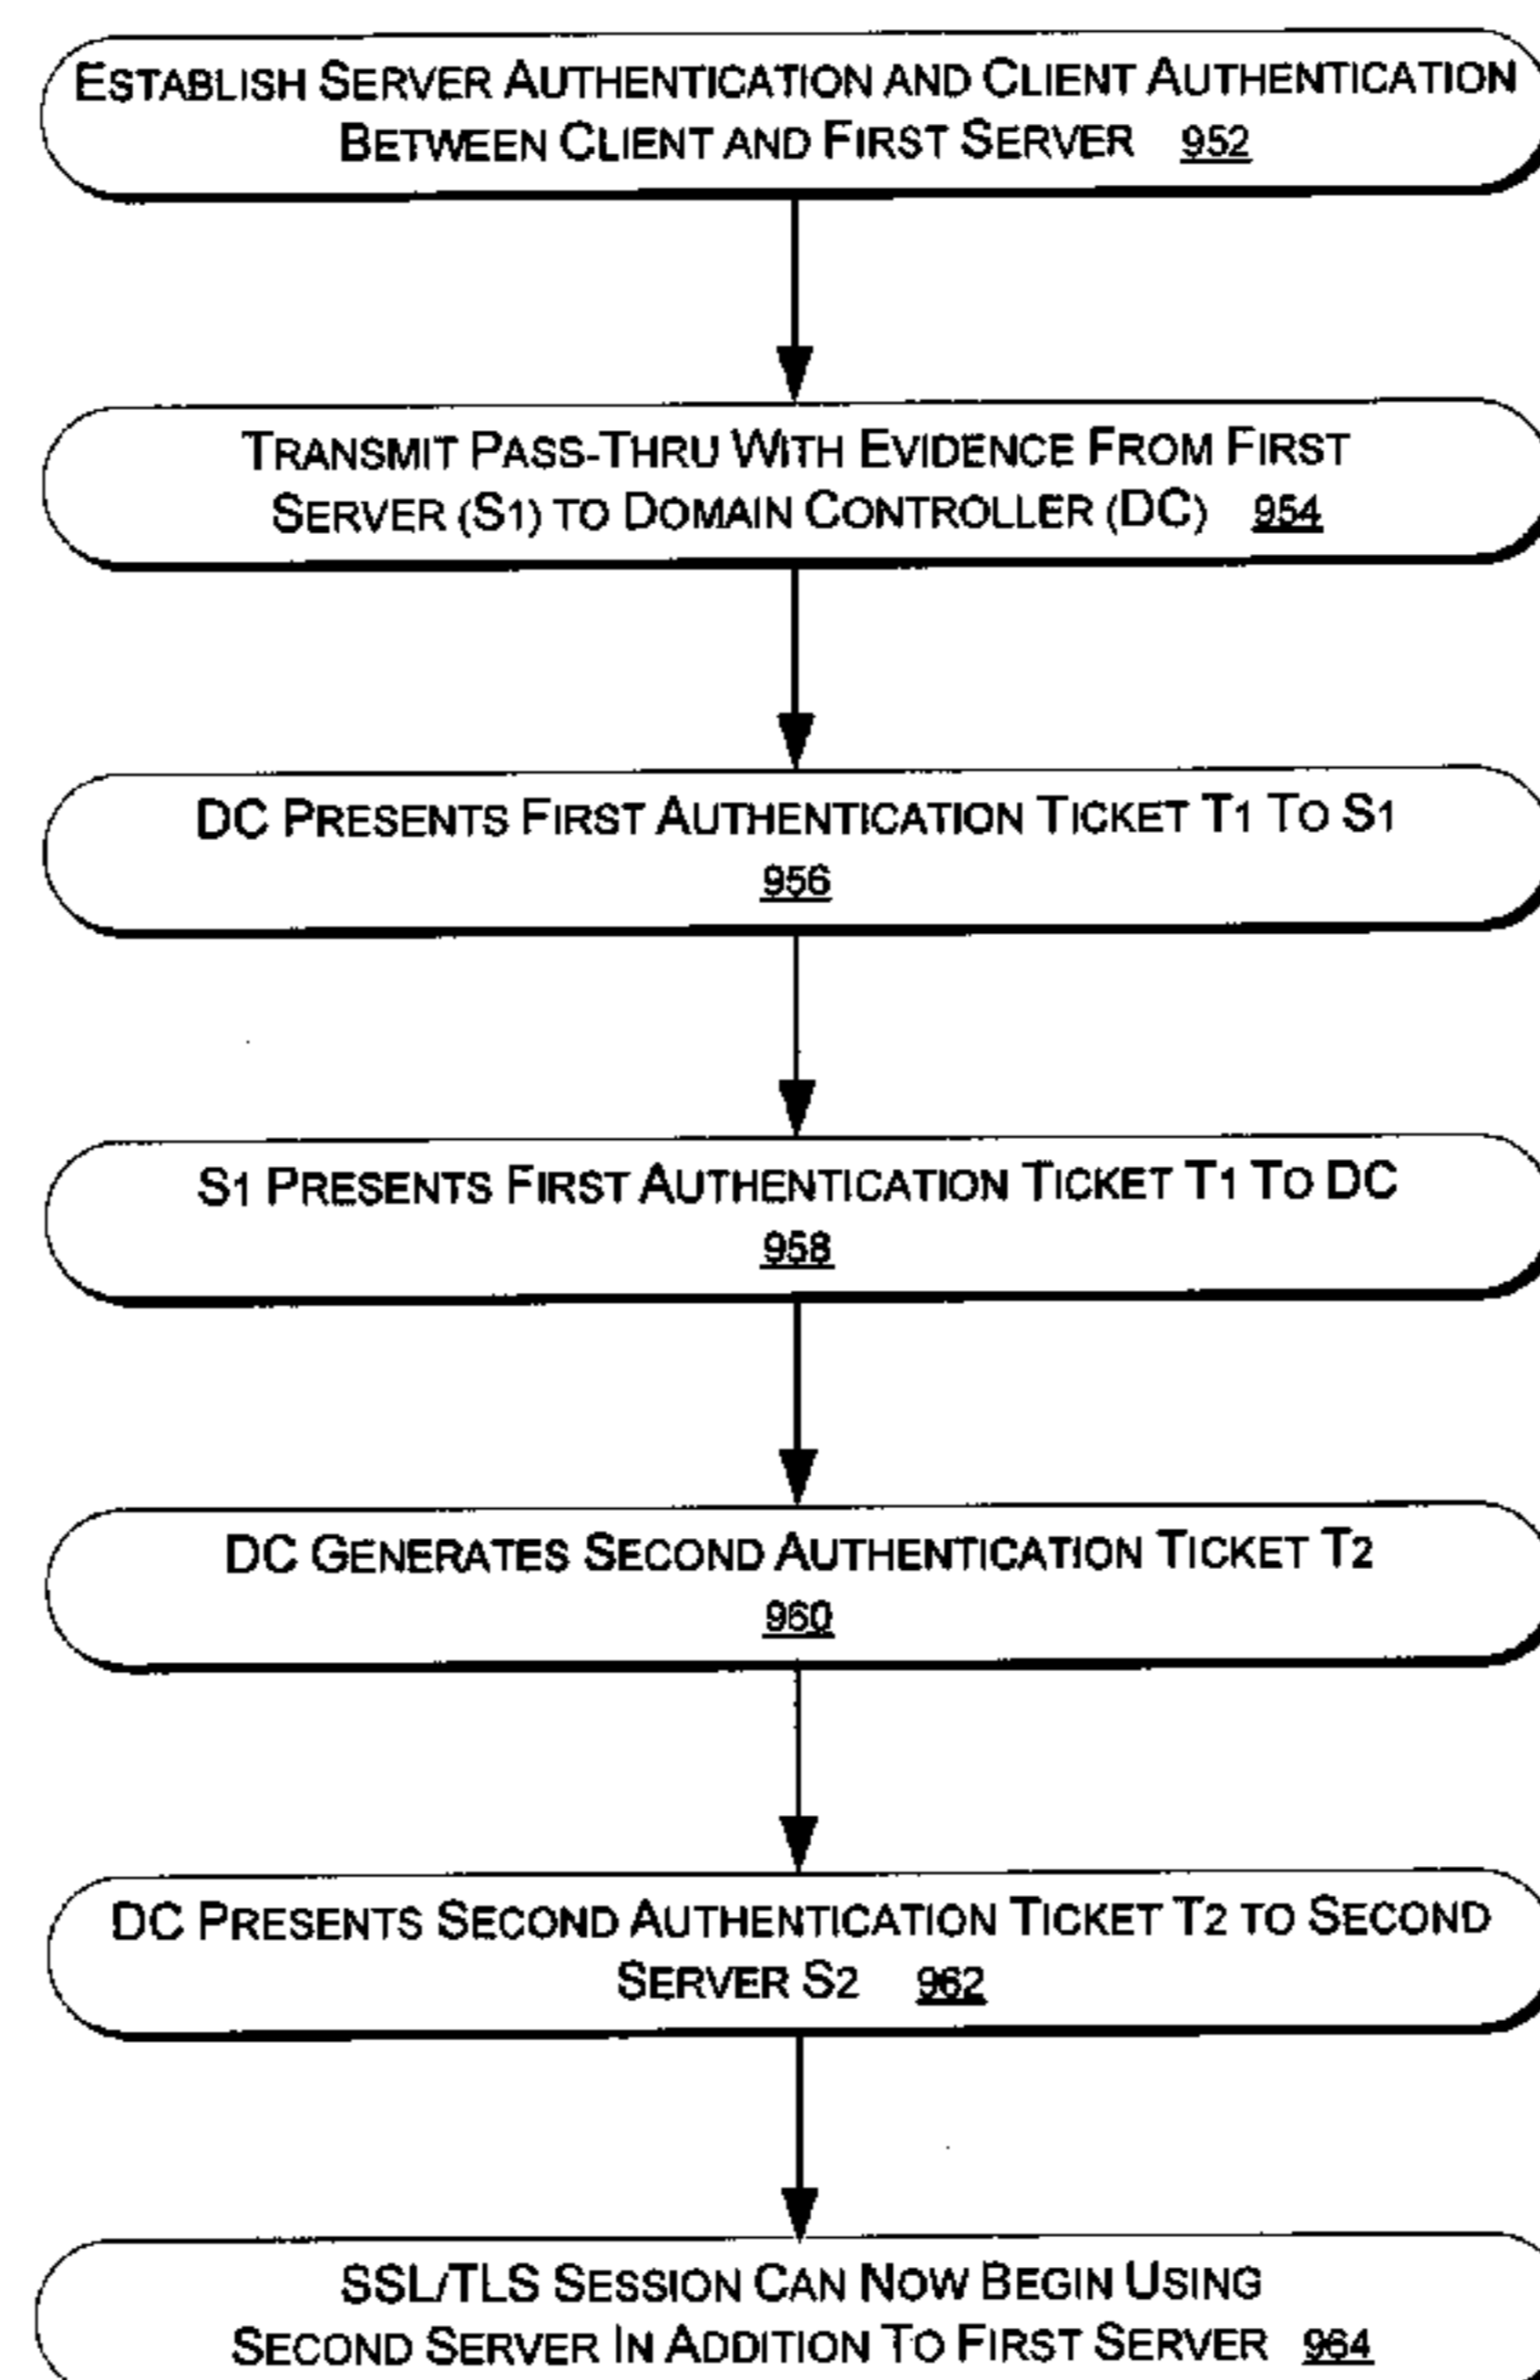 ESTABLISH SERVER AUTHENTICATION AND CLIENT AUTHENTICATION
BETWEEN CLIENT AND FIRST SERVER 952
TRANSMIT PASS-THRU WITH EVIDENCE FROM FIRST
SERVER (S1) TO DOMAIN CONTROLLER (DC) 954
DC PRESENTS FIRST AUTHENTICATION TICKET T1 TO S1
956
S1 PRESENTS FIRST AUTHENTICATION TICKET T1 TO DC
958
DC GENERATES SECOND AUTHENTICATION TICKET T2
960
DC PRESENTS SECOND AUTHENTICATION TICKET T2 TO SECOND
SERVER S2 962
SSL/TLS SESSION CAN NOW BEGIN USING
SECOND SERVER IN ADDITION TO FIRST SERVER 964